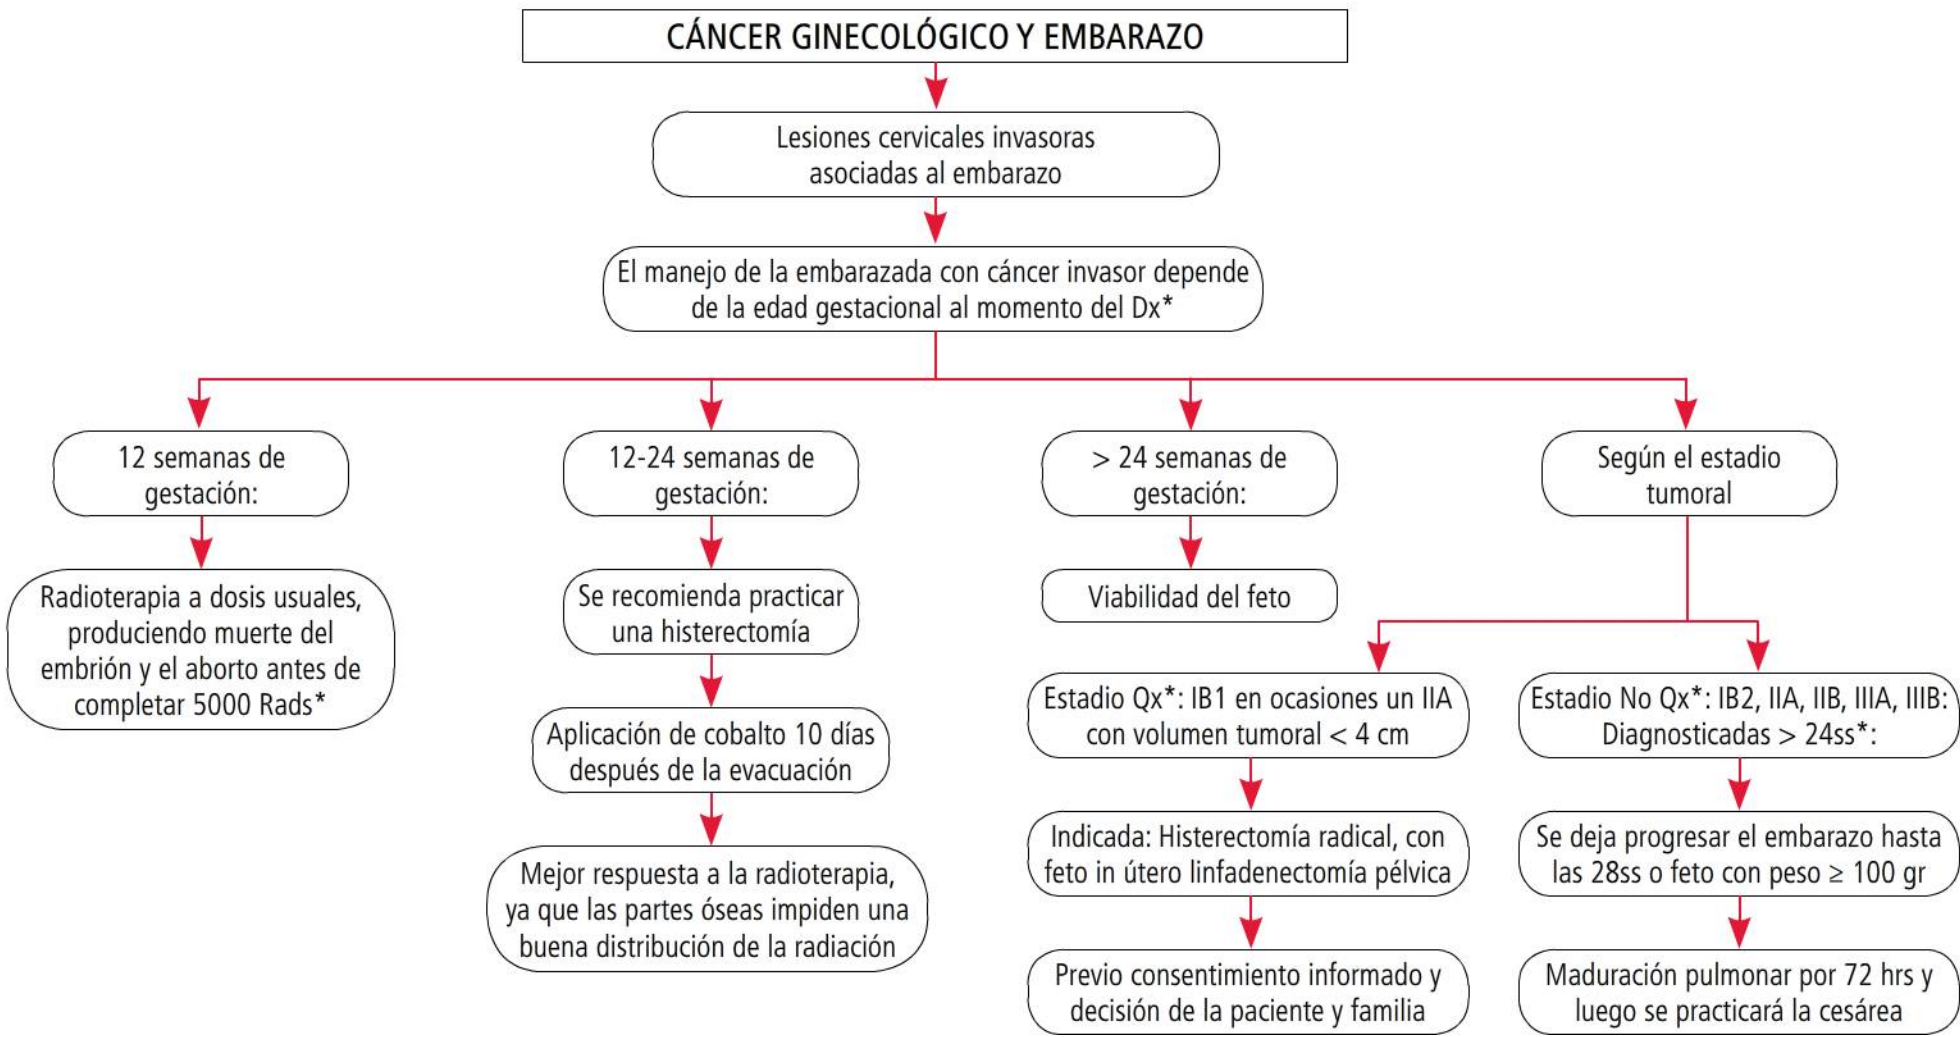 CÁNCER GINECOLÓGICO Y EMBARAZO
Lesiones cervicales invasoras
asociadas al embarazo
El manejo de la embarazada con cáncer invasor depende
de la edad gestacional al momento del Dx*
12 semanas de
gestación:
Radioterapia a dosis usuales,
produciendo muerte del
embrión y el aborto antes de
completar 5000 Rads*
12-24 semanas de
gestación:
Se recomienda practicar
una histerectomía
Aplicación de cobalto 10 días
después de la evacuación
Mejor respuesta a la radioterapia,
ya que las partes óseas impiden una
buena distribución de la radiación
> 24 semanas de
gestación:
Viabilidad del feto
Según el estadio
tumoral
Estadio Qx*: IB1 en ocasiones un IIA
con volumen tumoral < 4 cm
Indicada: Histerectomía radical, con
feto in útero linfadenectomía pélvica
Previo consentimiento informado y
decisión de la paciente y familia
Estadio No Qx*: IB2, IIA, IIB, IIIA, IIIB:
Diagnosticadas > 24ss*:
Se deja progresar el embarazo hasta
las 28ss o feto con peso ≥ 100 gr
Maduración pulmonar por 72 hrs y
luego se practicará la cesárea